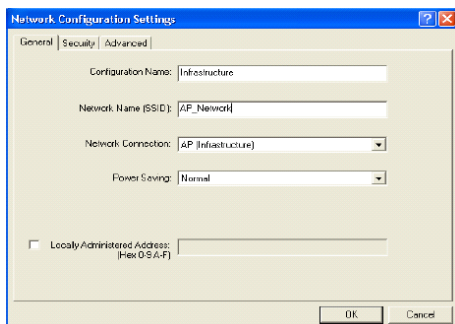 Network Configuration Settings
General Security Advanced
Configuration Name: Infrastructure
Network Name (SSID): AP_Network
Network Connection: AP (Infrastructure)
Power Saving: Normal
Locally Administered Address:
(Hex 0-9 A-F)
OK Cancel